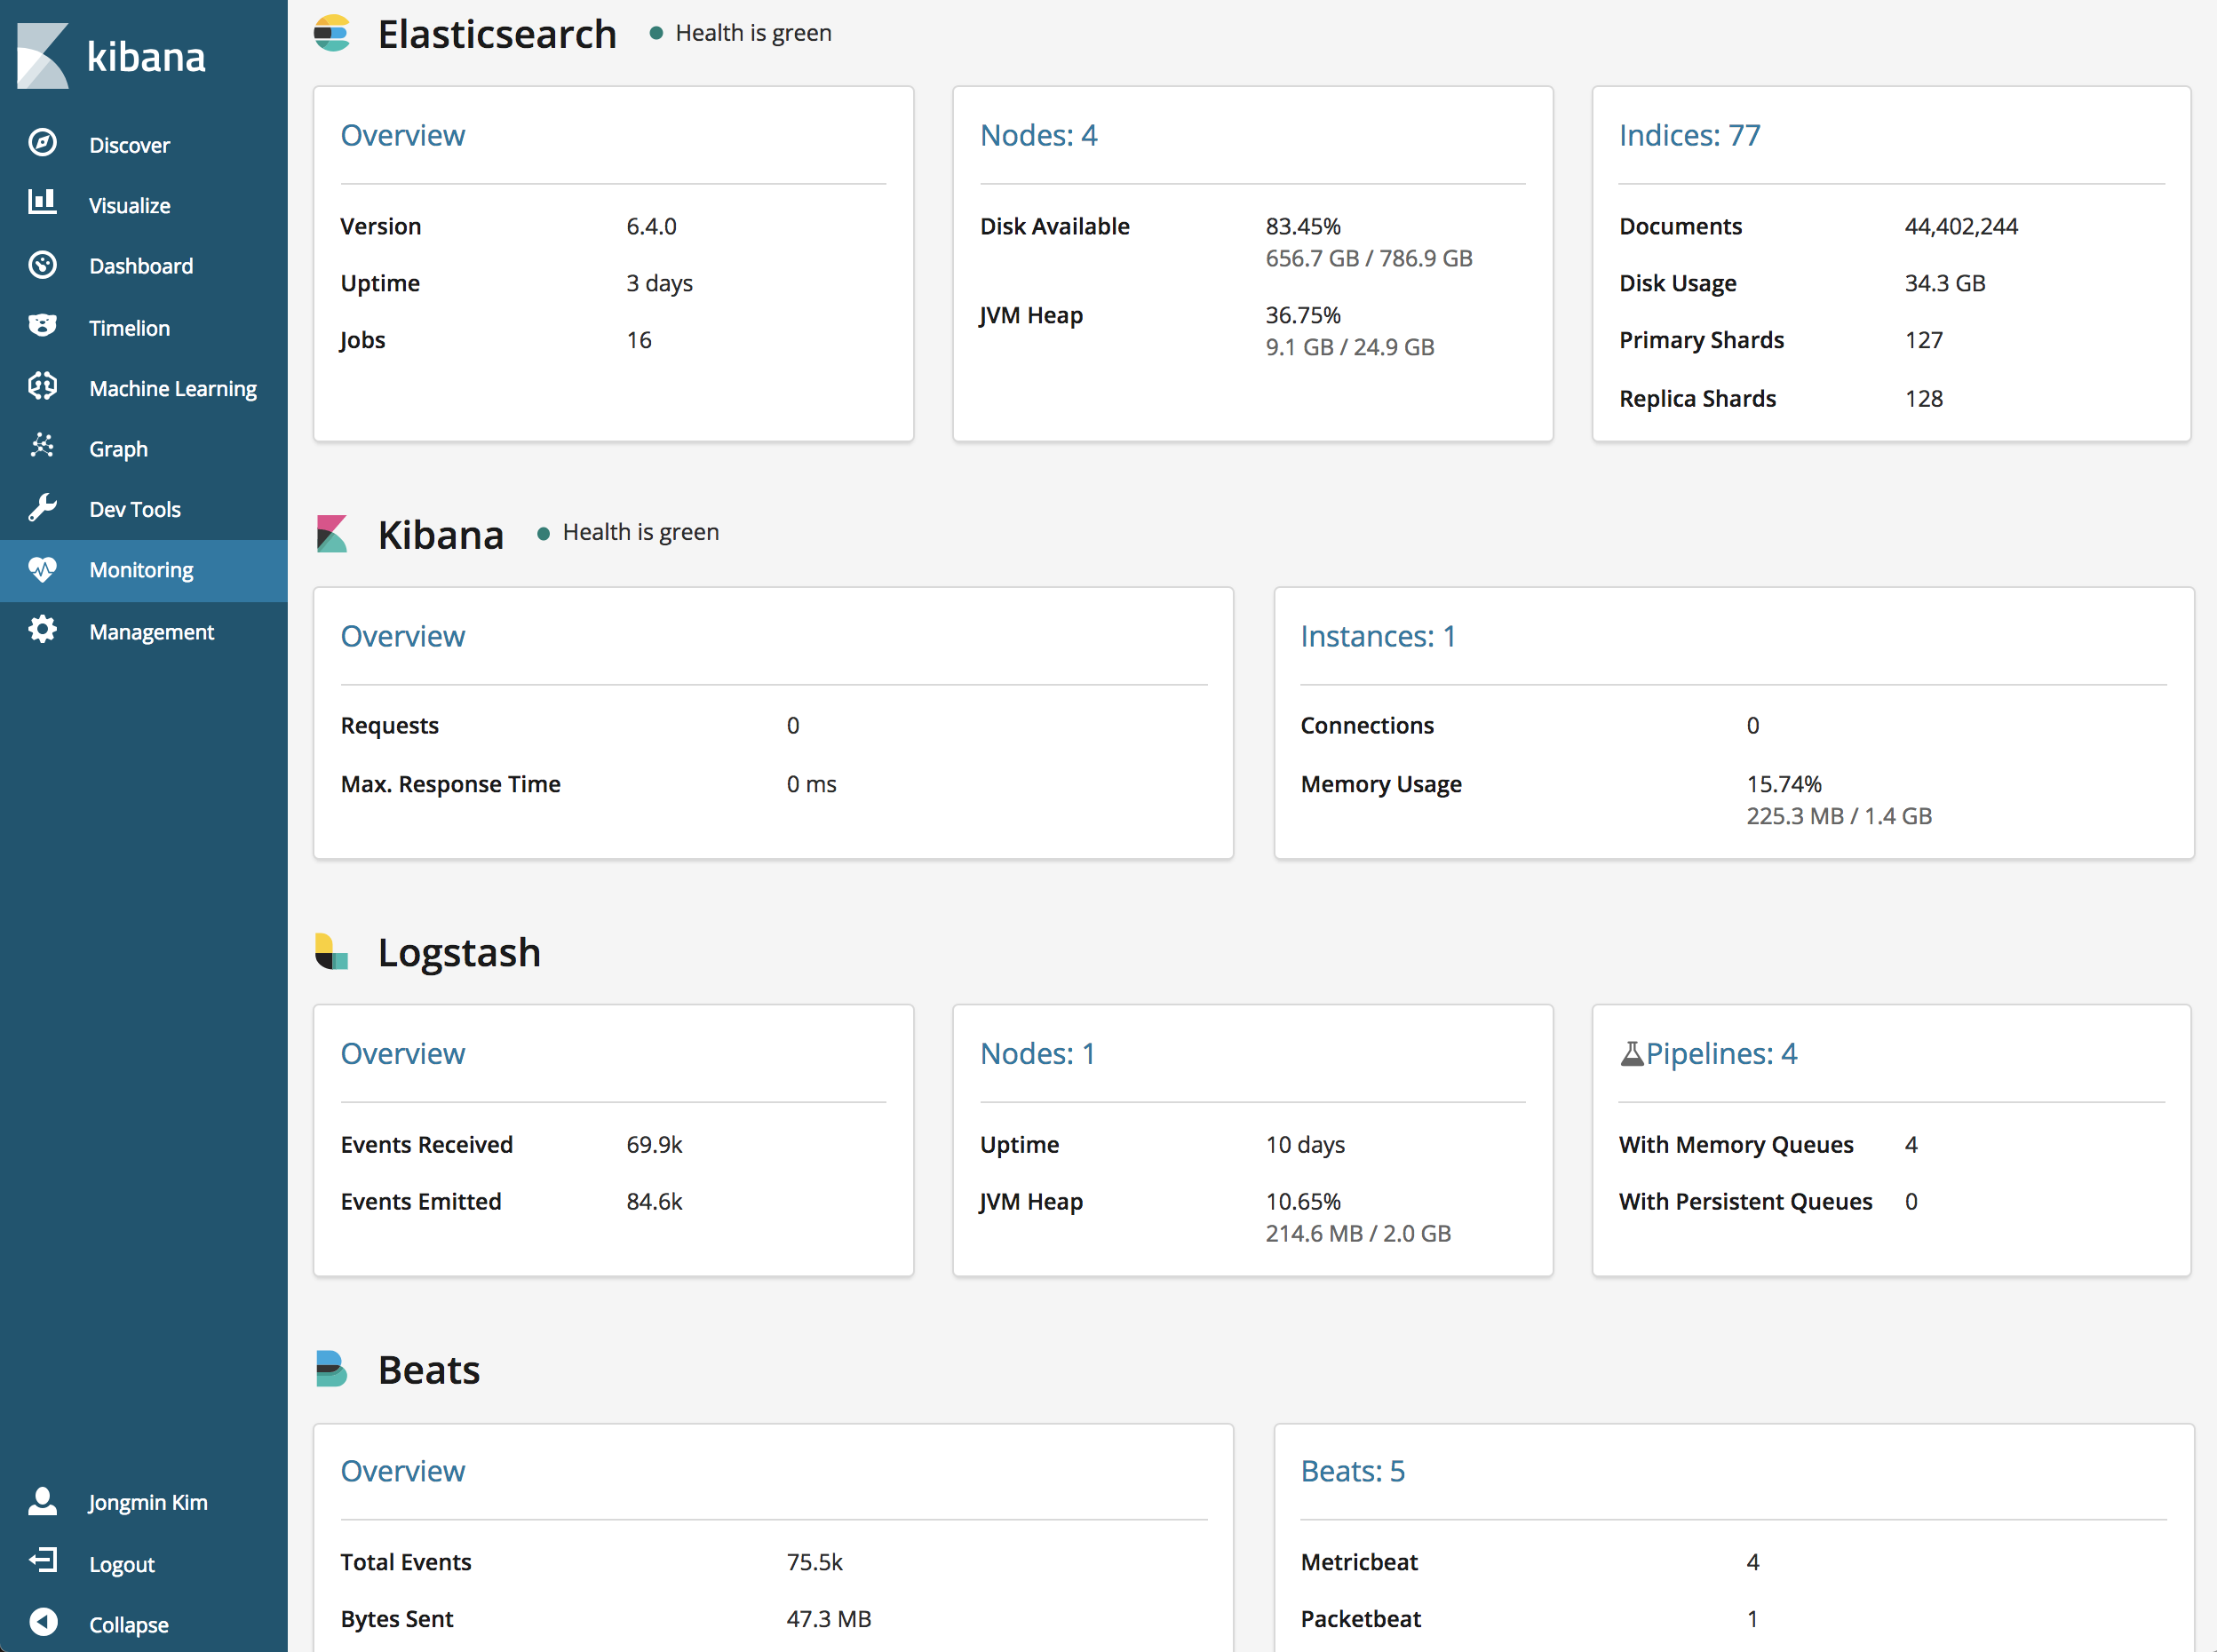 kibana
Discover
Visualize
Dashboard
Timelion
Machine Learning
Graph
Dev Tools
Monitoring
Management
Jongmin Kim
Logout
Collapse
Elasticsearch Health is green
Overview
Version 6.4.0
Uptime 3 days
Jobs 16
Nodes: 4
Disk Available 83.45%
656.7 GB / 786.9 GB
JVM Heap 36.75%
9.1 GB / 24.9 GB
Indices: 77
Documents 44,402,244
Disk Usage 34.3 GB
Primary Shards 127
Replica Shards 128
Kibana Health is green
Overview
Requests 0
Max. Response Time 0 ms
Instances: 1
Connections 0
Memory Usage 15.74%
225.3 MB / 1.4 GB
Logstash
Overview
Events Received 69.9k
Events Emitted 84.6k
Nodes: 1
Uptime 10 days
JVM Heap 10.65%
214.6 MB / 2.0 GB
Pipelines: 4
With Memory Queues 4
With Persistent Queues 0
Beats
Overview
Total Events 75.5k
Bytes Sent 47.3 MB
Beats: 5
Metricbeat 4
Packetbeat 1